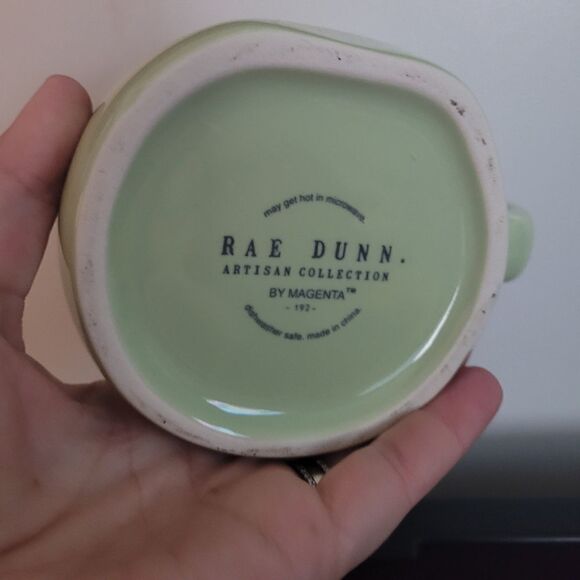 may get hot in microwave.
RAE DUNN.
ARTISAN COLLECTION
BY MAGENTA™
- 192 -
dishwasher safe. made in china.